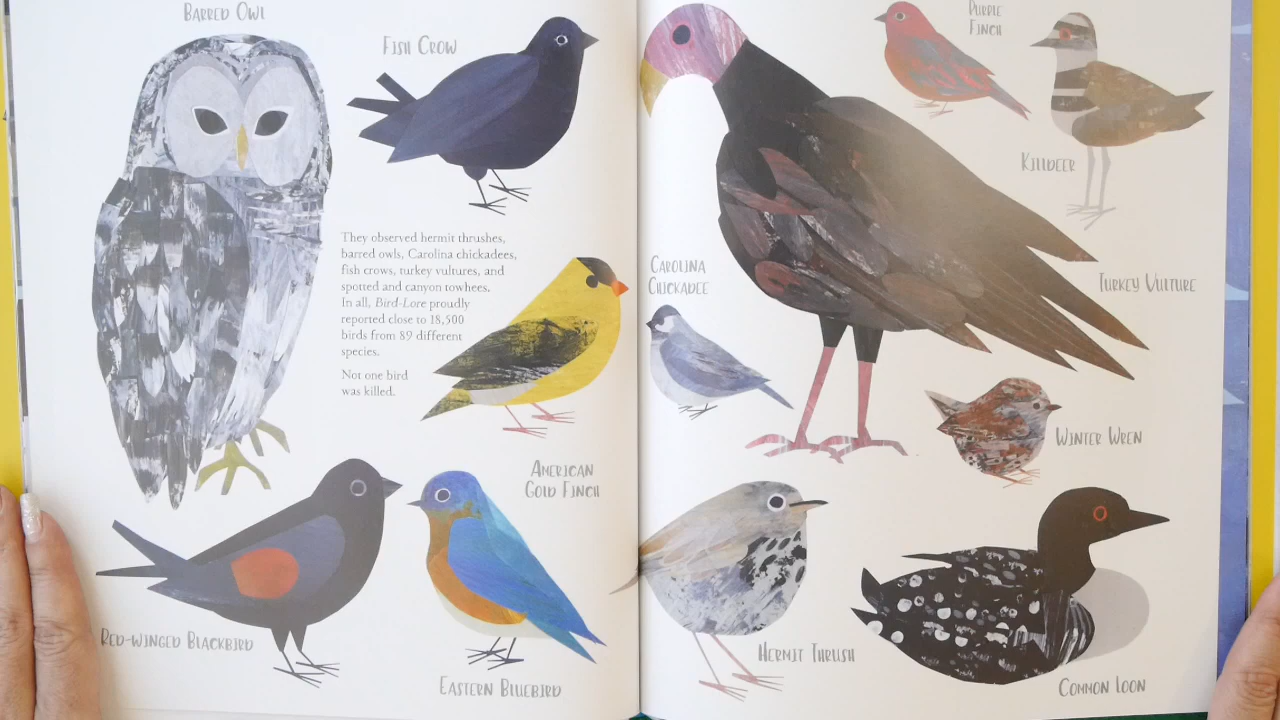 Barred Owl
Fish Crow
They observed hermit thrushes,
barred owls, Carolina chickadees,
fish crows, turkey vultures, and
spotted and canyon towhees.
In all, Bird-Lore proudly
reported close to 18,500
birds from 89 different
species.
Not one bird
was killed.
American
Gold Finch
Red-winged Blackbird
Eastern Bluebird
Purple
Finch
Killdeer
Carolina
Chickadee
Turkey Vulture
Winter Wren
Hermit Thrush
Common Loon